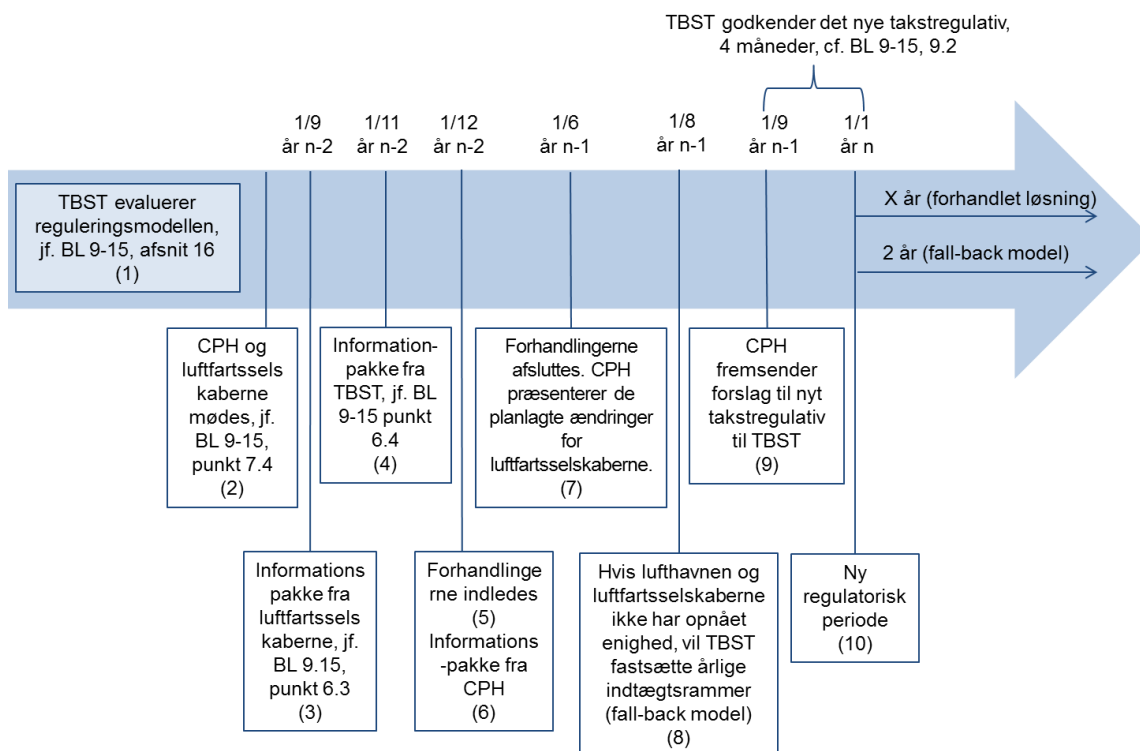 TBST godkender det nye takstregulativ,
4 måneder, cf. BL 9-15, 9.2
1/9
år n-2
1/11
år n-2
1/12
år n-2
1/6
år n-1
1/8
år n-1
1/9
år n-1
1/1
år n
TBST evaluerer
reguleringsmodellen,
jf. BL 9-15, afsnit 16
(1)
X år (forhandlet løsning)
2 år (fall-back model)
CPH og
luftfartssels
kaberne
mødes, jf.
BL 9-15,
punkt 7.4
(2)
Information-
pakke fra
TBST, jf. BL
9-15 punkt
6.4
(4)
Forhandlingerne
afsluttes. CPH
præsenterer de
planlagte ændringer
for
luftfartsselskaberne.
(7)
CPH
fremsender
forslag til nyt
takstregulativ
til TBST
(9)
Informations
pakke fra
luftfartssels
kaberne, jf.
BL 9.15,
punkt 6.3
(3)
Forhandlinge
rne indledes
(5)
Informations
-pakke fra
CPH
(6)
Hvis lufthavnen og
luftfartsselskaberne
ikke har opnået
enighed, vil TBST
fastsætte årlige
indtægtsrammer
(fall-back model)
(8)
Ny
regulatorisk
periode
(10)